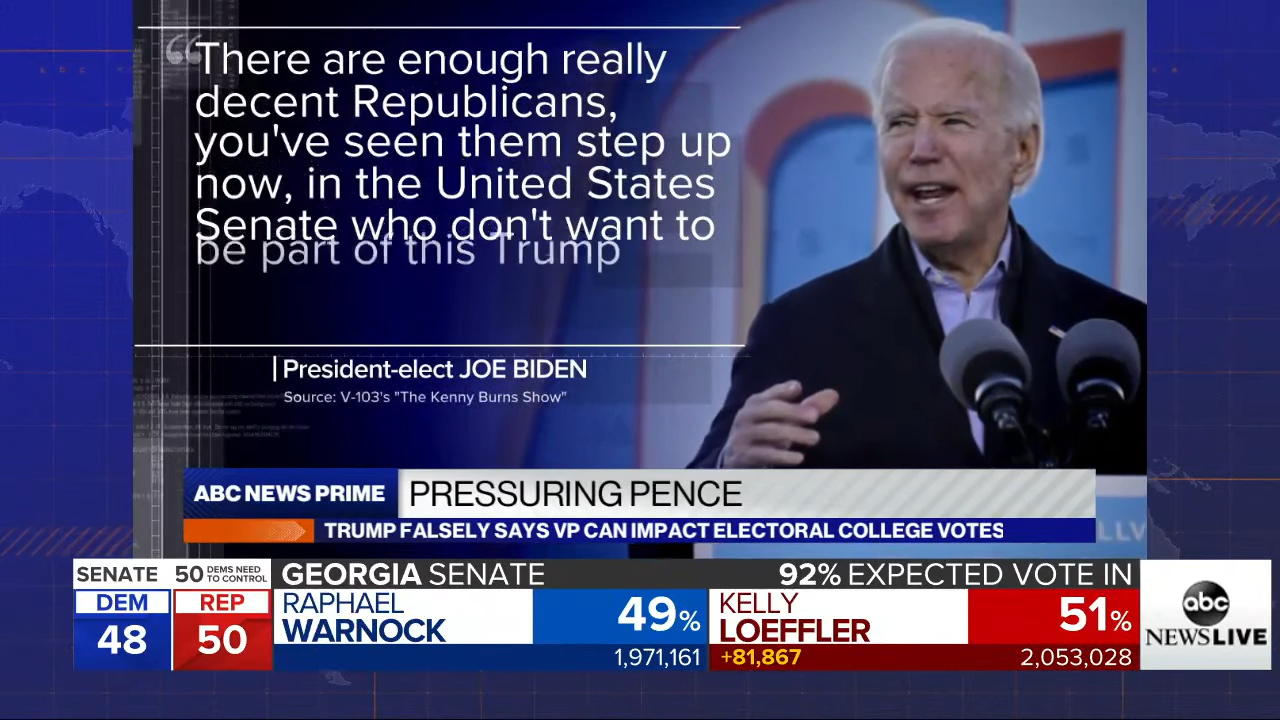 “There are enough really
decent Republicans,
you've seen them step up
now, in the United States
Senate who don't want to
be part of this Trump
President-elect JOE BIDEN
Source: V-103's "The Kenny Burns Show"
ABC NEWS PRIME
PRESSURING PENCE
TRUMP FALSELY SAYS VP CAN IMPACT ELECTORAL COLLEGE VOTES
SENATE 50 DEMS NEED TO CONTROL
DEM REP
48 50
GEORGIA SENATE 92% EXPECTED VOTE IN
RAPHAEL
WARNOCK
49%
1,971,161
KELLY
LOEFFLER
51%
+81,867 2,053,028
abc
NEWSLIVE